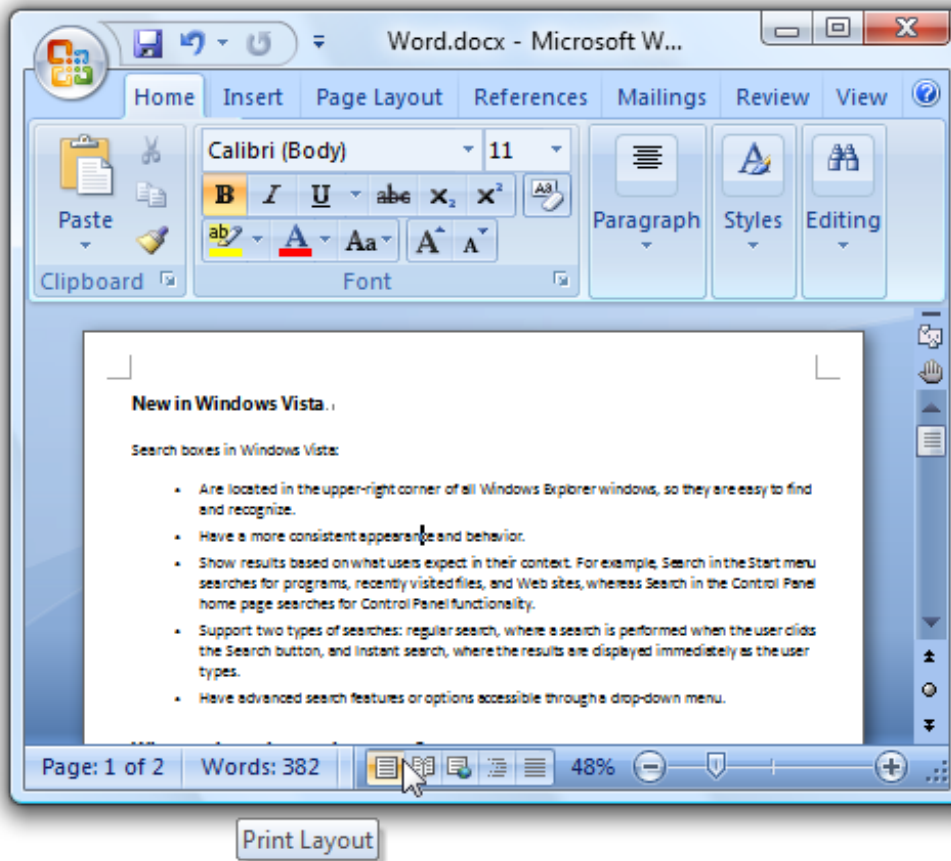 Word.docx - Microsoft W...
Home Insert Page Layout References Mailings Review View
Calibri (Body) 11
B I U abe X₂ X²
Aa
ab A Aa A A
Paste
Paragraph Styles Editing
Clipboard Font
New in Windows Vista.
Search boxes in Windows Vista:
• Are located in the upper-right corner of all Windows Explorer windows, so they are easy to find
and recognize.
• Have a more consistent appearance and behavior.
• Show results based on what users expect in their context. For example, Search in the Start menu
searches for programs, recently visited files, and Web sites, whereas Search in the Control Panel
home page searches for Control Panel functionality.
• Support two types of searches: regular search, where a search is performed when the user clicks
the Search button, and Instant search, where the results are displayed immediately as the user
types.
• Have advanced search features or options accessible through a drop-down menu.
Page: 1 of 2 Words: 382 48%
Print Layout